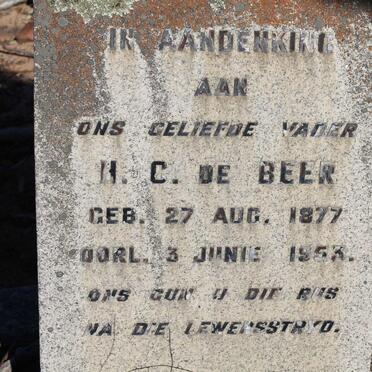 IN AANDENKING
AAN
ONS GELIEFDE VADER
H. C. DE BEER
GEB. 27 AUG. 1877
OORL. 3 JUNIE 1953.
ONS GUN U DIE RUS
NA DIE LEWENSSTRYD.